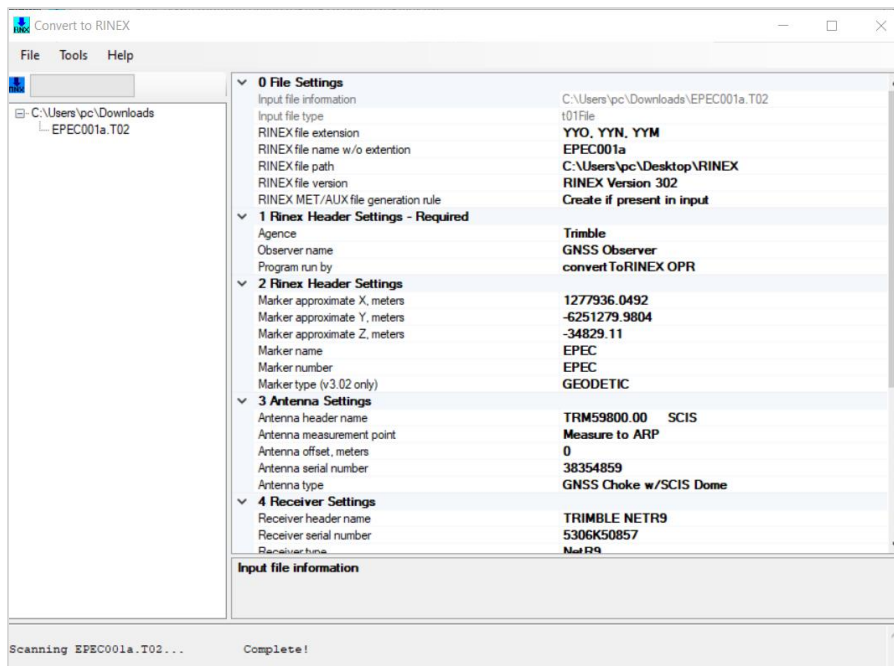 Convert to RINEX
File Tools Help
C:\Users\pc\Downloads
EPEC001a.T02
0 File Settings
Input file information C:\Users\pc\Downloads\EPEC001a.T02
Input file type t01File
RINEX file extension YYO, YYN, YYM
RINEX file name w/o extention EPEC001a
RINEX file path C:\Users\pc\Desktop\RINEX
RINEX file version RINEX Version 302
RINEX MET/AUX file generation rule Create if present in input
1 Rinex Header Settings - Required
Agence Trimble
Observer name GNSS Observer
Program run by convertToRINEX OPR
2 Rinex Header Settings
Marker approximate X, meters 1277936.0492
Marker approximate Y, meters -6251279.9804
Marker approximate Z, meters -34829.11
Marker name EPEC
Marker number EPEC
Marker type (v3.02 only) GEODETIC
3 Antenna Settings
Antenna header name TRM59800.00 SCIS
Antenna measurement point Measure to ARP
Antenna offset, meters 0
Antenna serial number 38354859
Antenna type GNSS Choke w/SCIS Dome
4 Receiver Settings
Receiver header name TRIMBLE NETR9
Receiver serial number 5306K50857
Receiver type NetR9
Input file information
Scanning EPEC001a.T02... Complete!